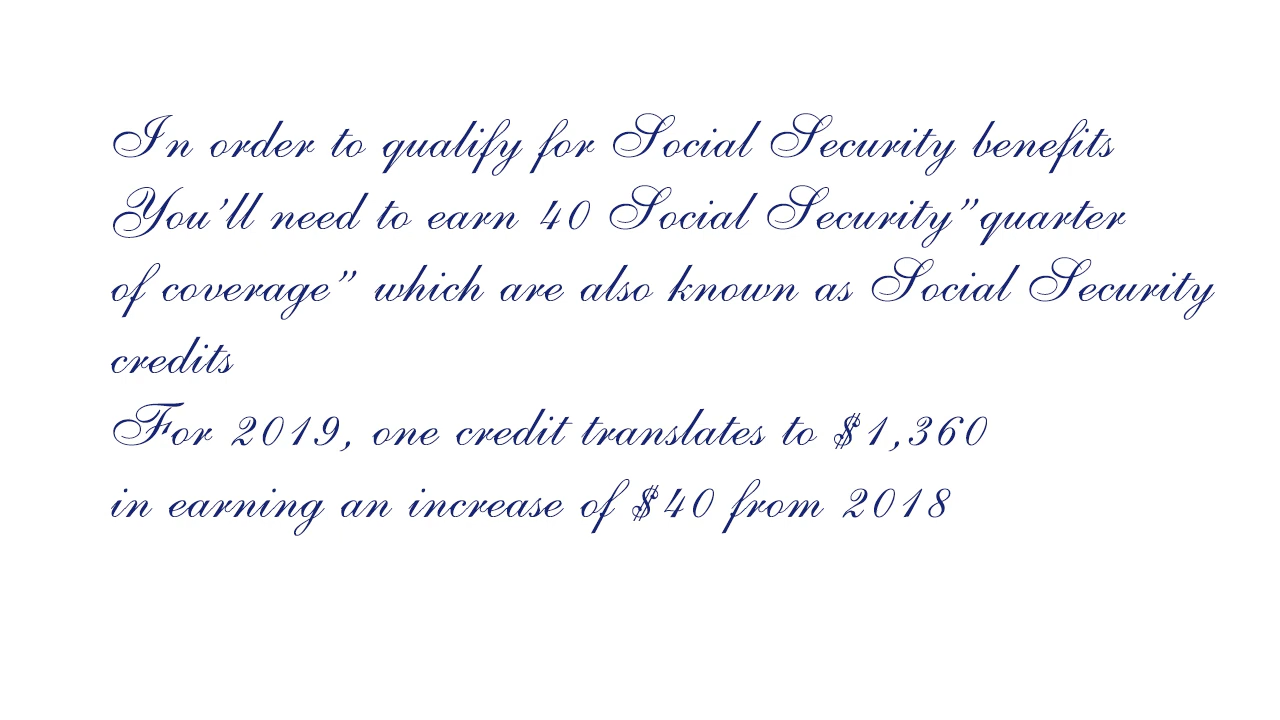 In order to qualify for Social Security benefits
You'll need to earn 40 Social Security"quarter
of coverage" which are also known as Social Security
credits
For 2019, one credit translates to $1,360
in earning an increase of $40 from 2018